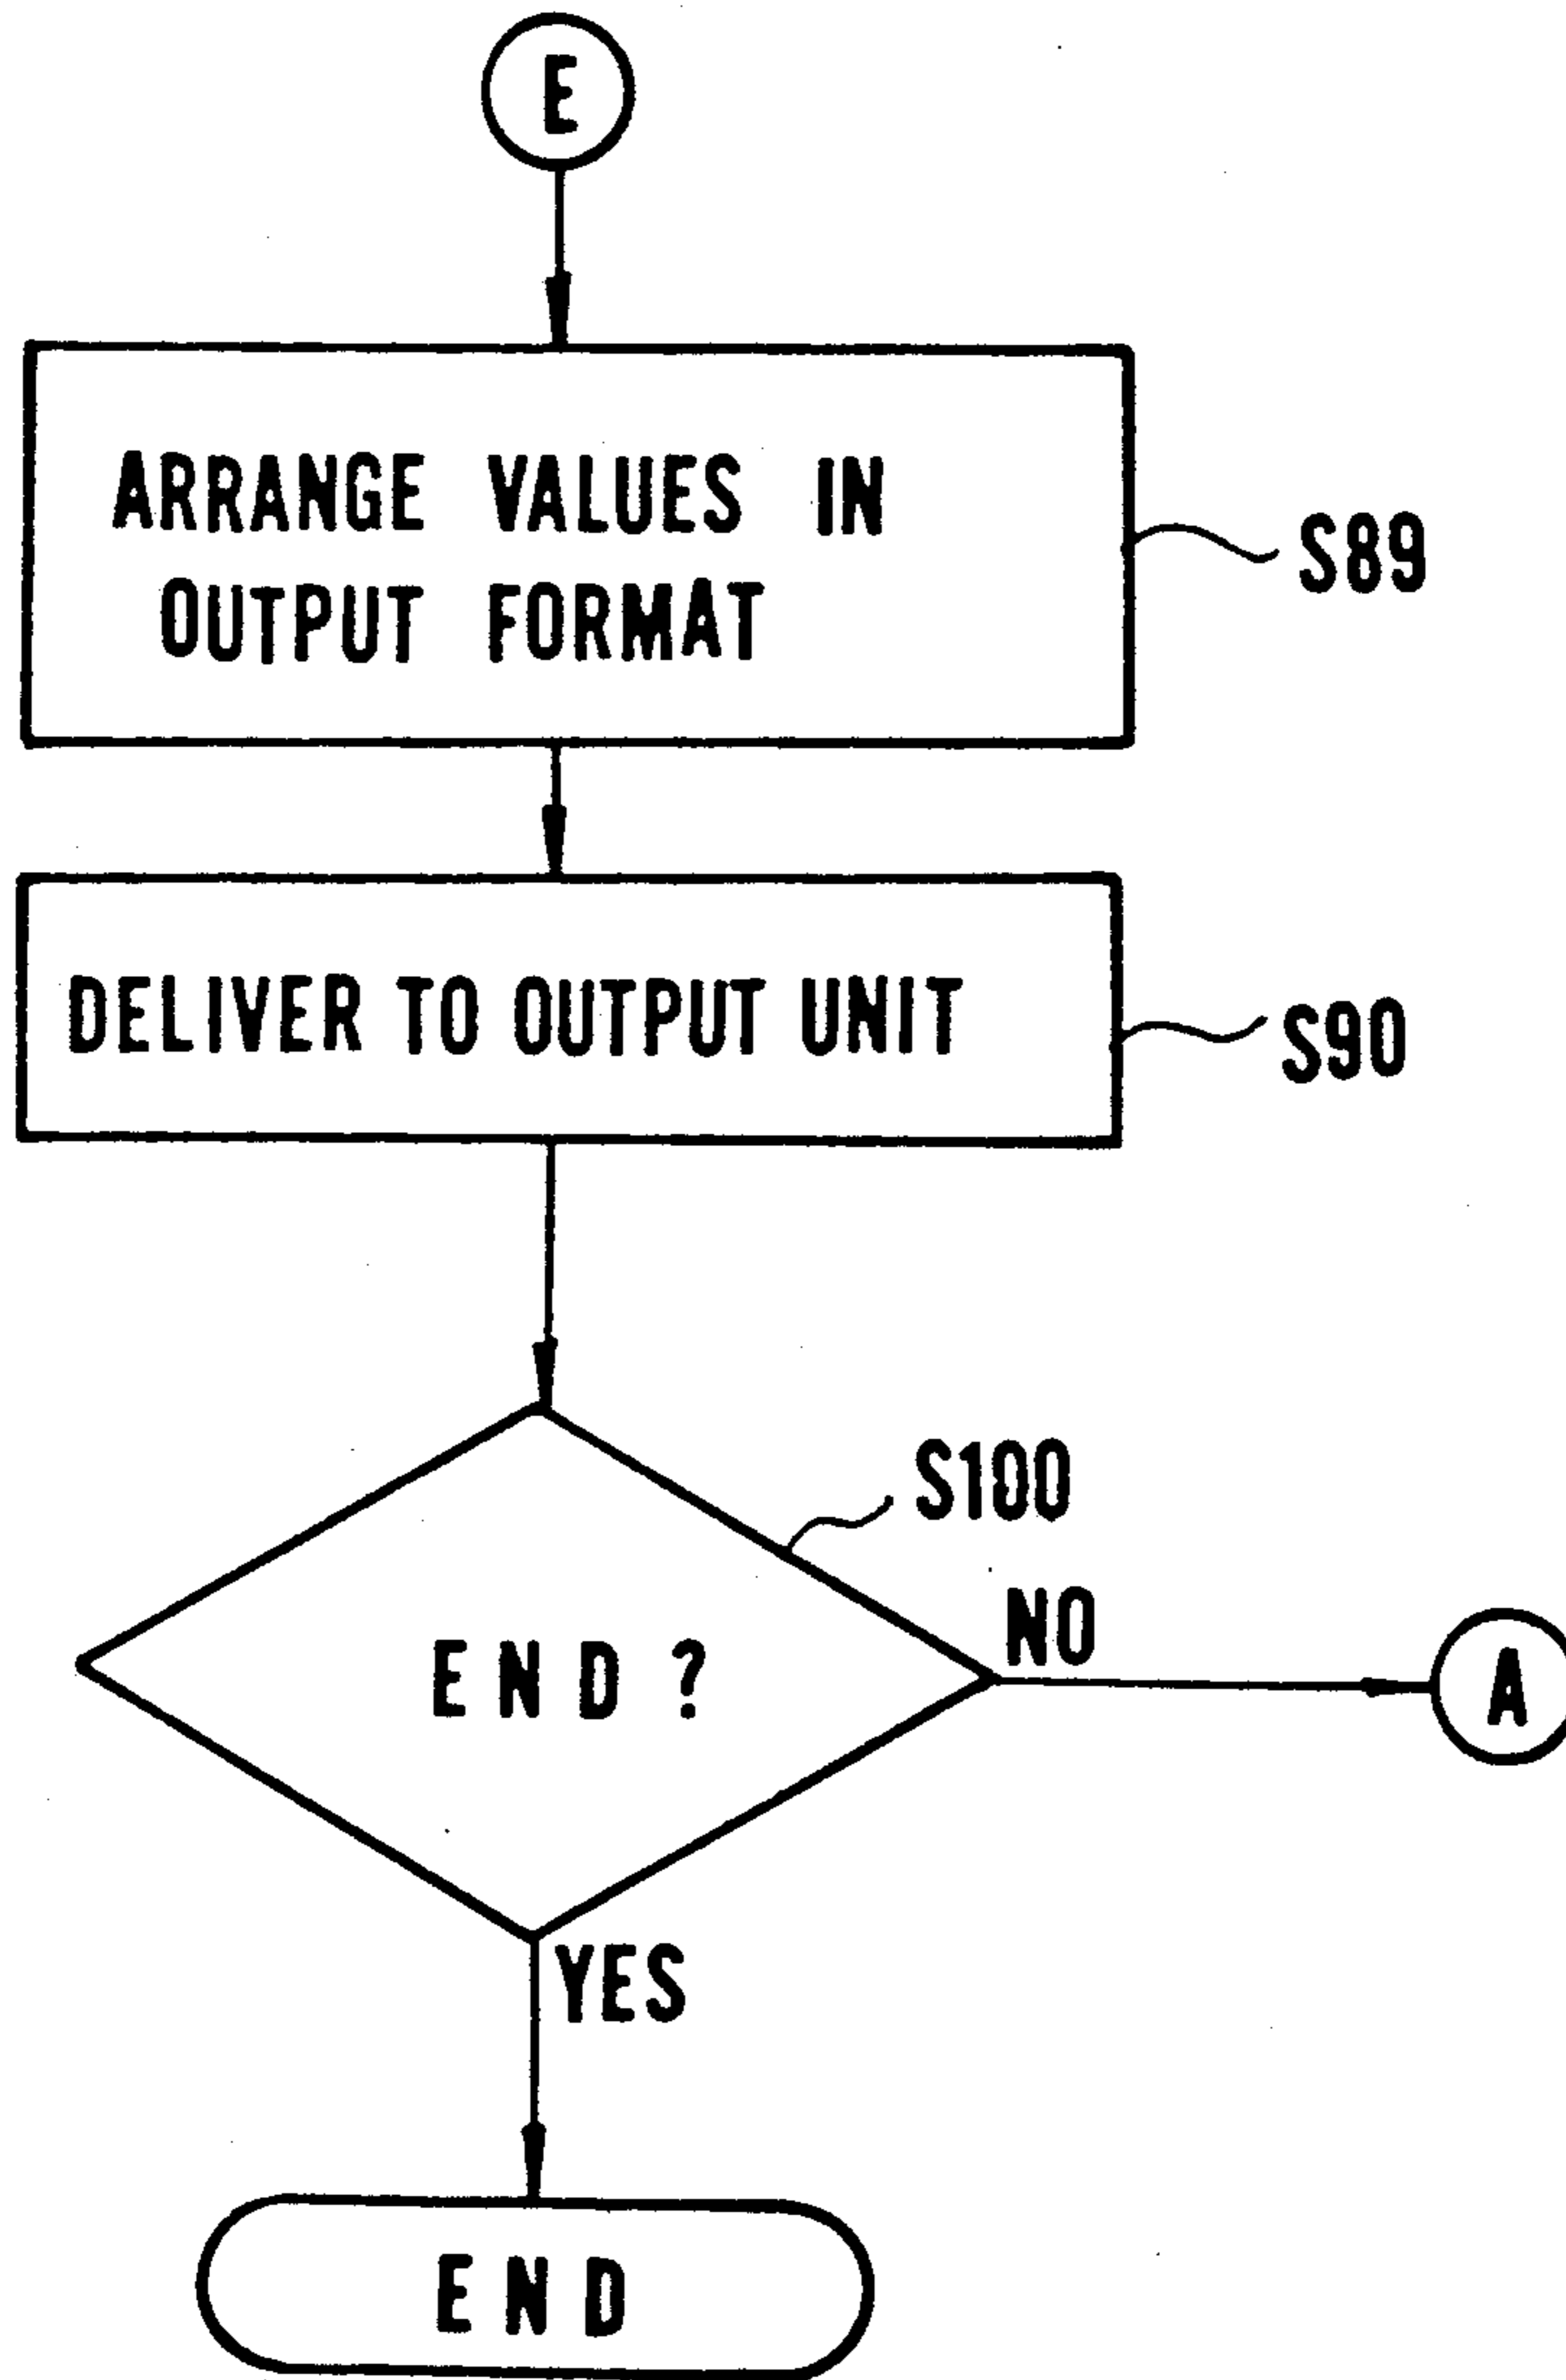 E
ARRANGE VALUES IN
OUTPUT FORMAT
S89
DELIVER TO OUTPUT UNIT
S90
S100
END?
NO
A
YES
END